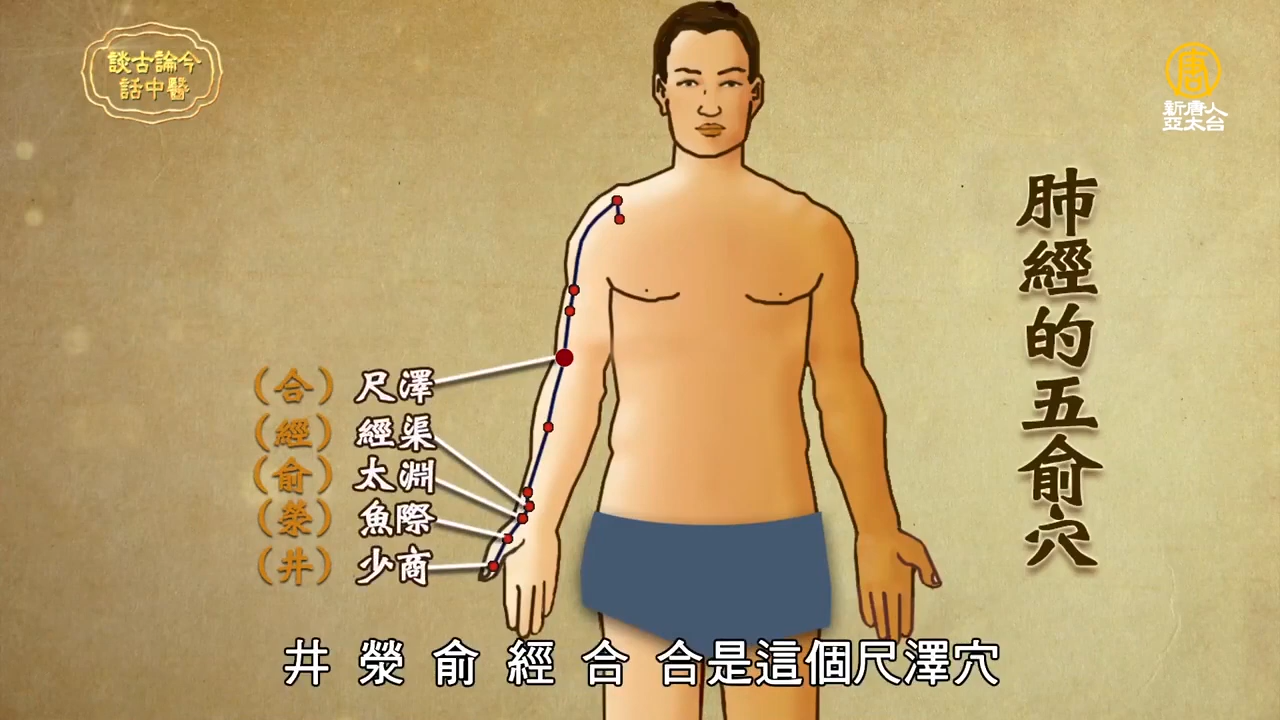 談古論今
話中醫
唐
新唐人
亞太台
肺經的五俞穴
（合） 尺澤
（經） 經渠
（俞） 太淵
（滎） 魚際
（井） 少商
井 滎 俞 經 合 合是這個尺澤穴